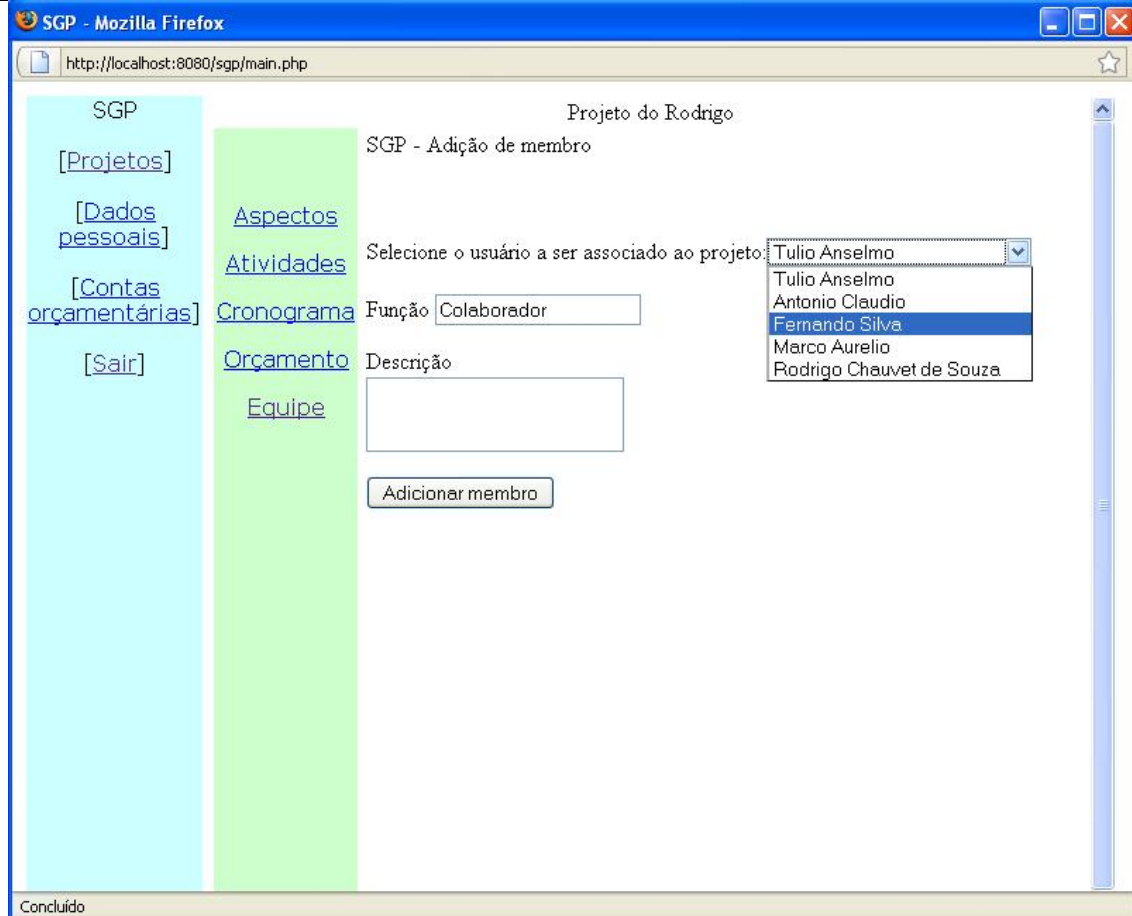 SGP - Mozilla Firefox
http://localhost:8080/sgp/main.php
SGP
[Projetos]
[Dados
pessoais]
[Contas
orçamentárias]
[Sair]
Aspectos
Atividades
Cronograma
Orçamento
Equipe
Projeto do Rodrigo
SGP - Adição de membro
Selecione o usuário a ser associado ao projeto: Tulio Anselmo
Tulio Anselmo
Antonio Claudio
Fernando Silva
Marco Aurelio
Rodrigo Chauvet de Souza
Função Colaborador
Descrição
Adicionar membro
Concluído